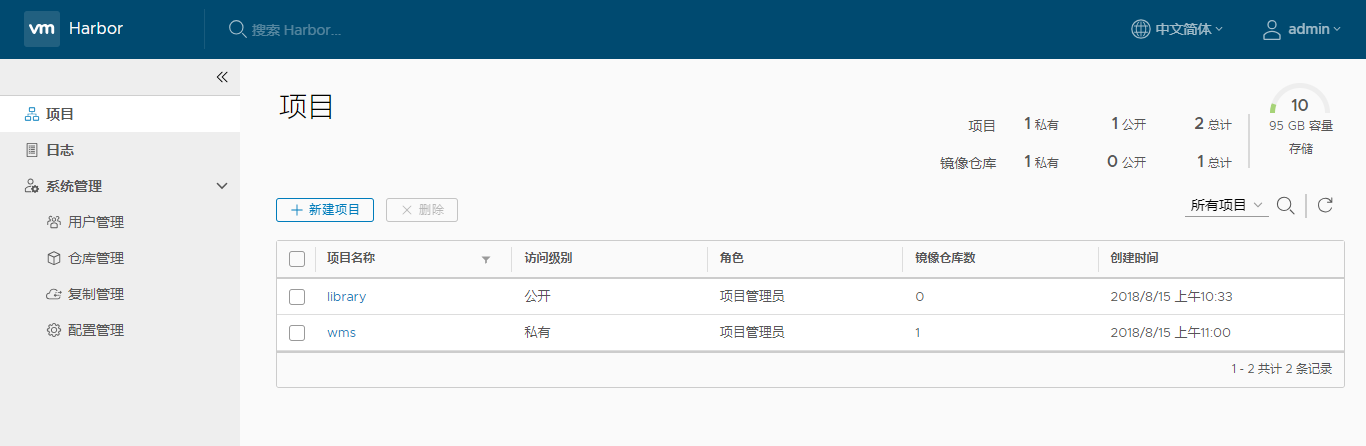 vm Harbor 搜索 Harbor... 中文简体 admin
项目
日志
系统管理
用户管理
仓库管理
复制管理
配置管理
项目
项目 1 私有 1 公开 2 总计
镜像仓库 1 私有 0 公开 1 总计
10
95 GB 容量
存储
新建项目 删除 所有项目
项目名称 访问级别 角色 镜像仓库数 创建时间
library 公开 项目管理员 0 2018/8/15 上午10:33
wms 私有 项目管理员 1 2018/8/15 上午11:00
1 - 2 共计 2 条记录